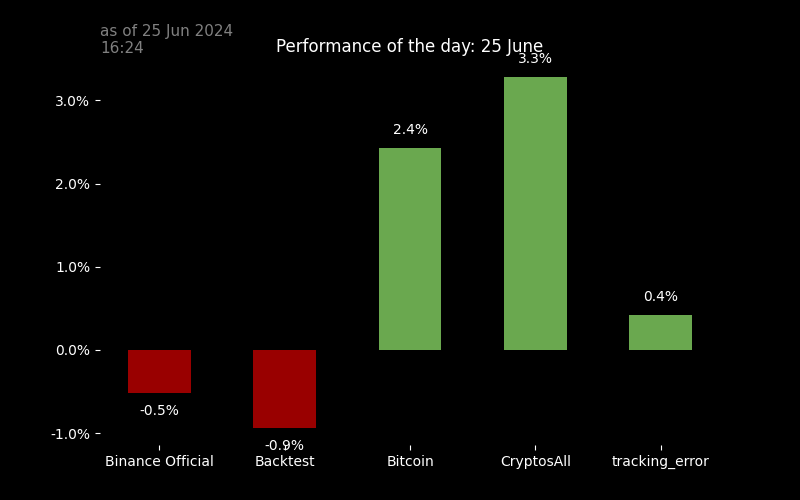 as of 25 Jun 2024
16:24
Performance of the day: 25 June
3.3%
3.0%
2.4%
2.0%
1.0%
0.4%
0.0%
-0.5%
-1.0%
-0.9%
Binance Official
Backtest
Bitcoin
CryptosAll
tracking_error